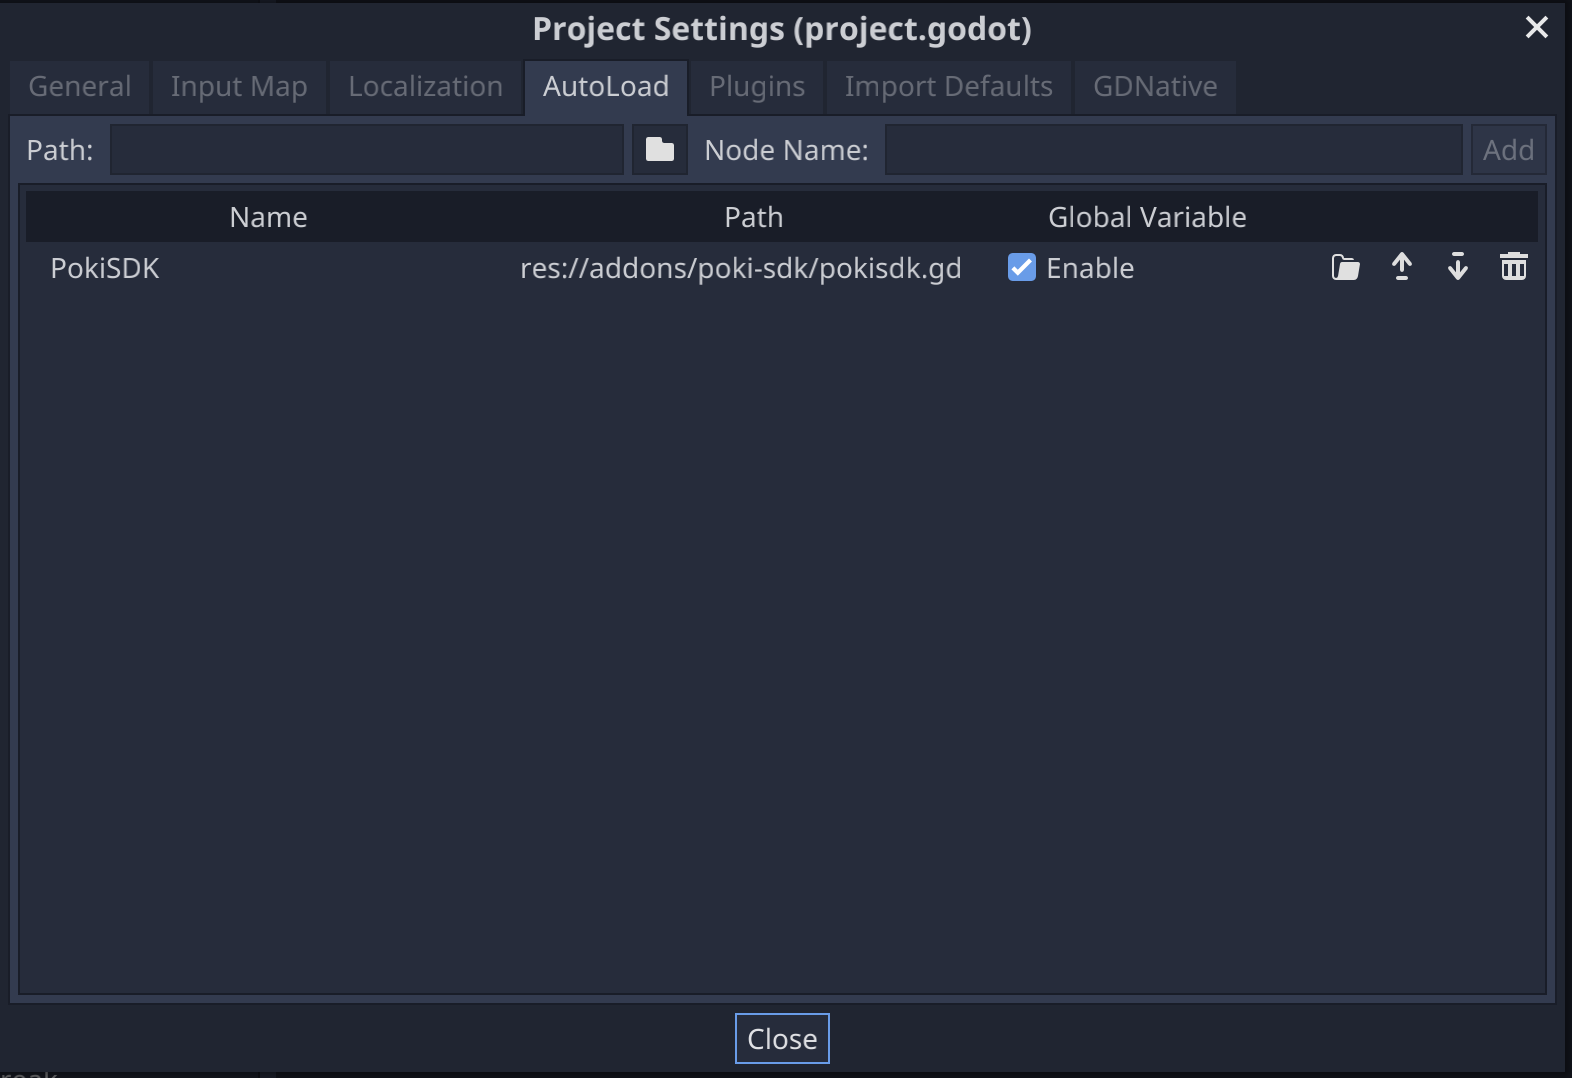 Project Settings (project.godot)
General Input Map Localization AutoLoad Plugins Import Defaults GDNative
Path: Node Name: Add
Name Path Global Variable
PokiSDK res://addons/poki-sdk/pokisdk.gd Enable
Close